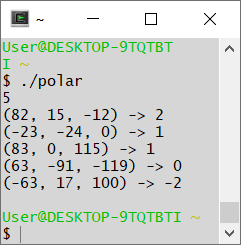 ~
User@DESKTOP-9TQTBT
I ~
$ ./polar
5
(82, 15, -12) -> 2
(-23, -24, 0) -> 1
(83, 0, 115) -> 1
(63, -91, -119) -> 0
(-63, 17, 100) -> -2
User@DESKTOP-9TQTBTI ~
$